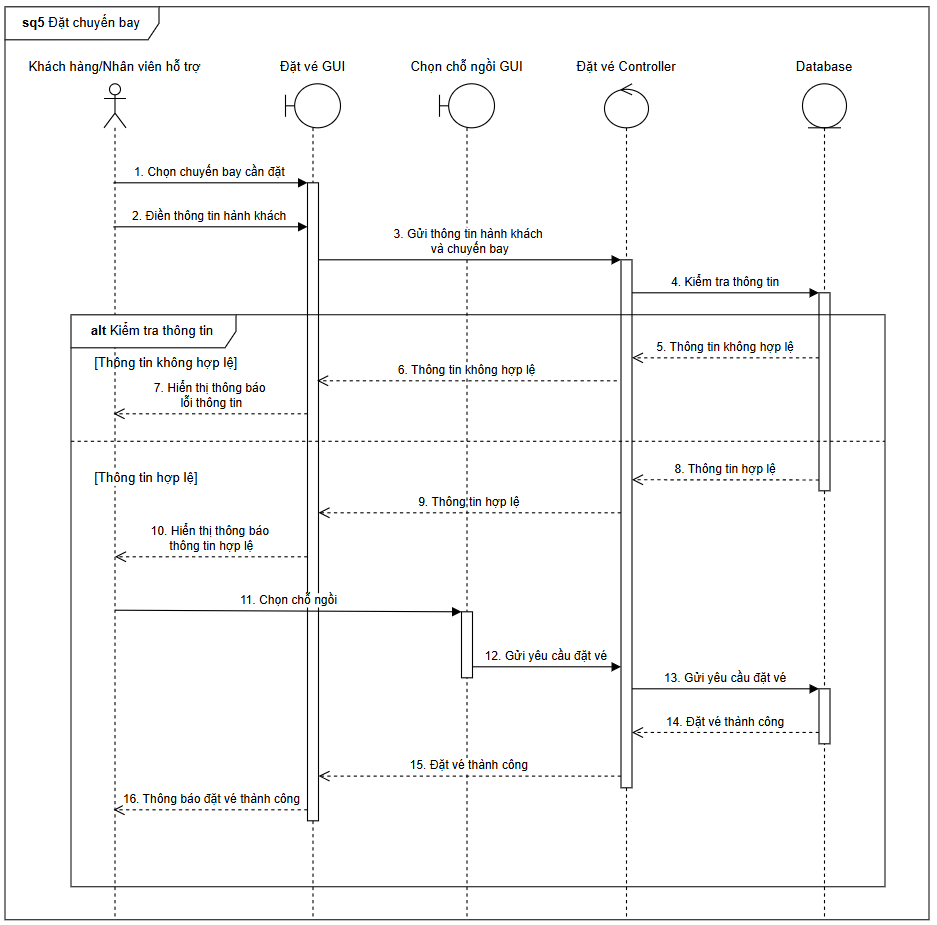 sq5 Đặt chuyến bay
Khách hàng/Nhân viên hỗ trợ
Đặt vé GUI
Chọn chỗ ngồi GUI
Đặt vé Controller
Database
1. Chọn chuyến bay cần đặt
2. Điền thông tin hành khách
3. Gửi thông tin hành khách
và chuyến bay
4. Kiểm tra thông tin
alt Kiểm tra thông tin
5. Thông tin không hợp lệ
[Thông tin không hợp lệ]
6. Thông tin không hợp lệ
7. Hiển thị thông báo
lỗi thông tin
8. Thông tin hợp lệ
[Thông tin hợp lệ]
9. Thông tin hợp lệ
10. Hiển thị thông báo
thông tin hợp lệ
11. Chọn chỗ ngồi
12. Gửi yêu cầu đặt vé
13. Gửi yêu cầu đặt vé
14. Đặt vé thành công
15. Đặt vé thành công
16. Thông báo đặt vé thành công